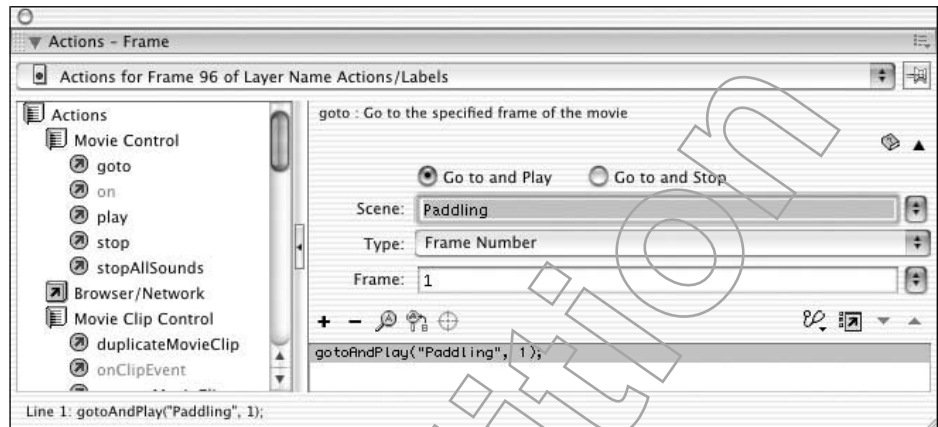 Actions - Frame
Actions for Frame 96 of Layer Name Actions/Labels
Actions
Movie Control
goto
on
play
stop
stopAllSounds
Browser/Network
Movie Clip Control
duplicateMovieClip
onClipEvent
goto : Go to the specified frame of the movie
Go to and Play
Go to and Stop
Scene: Paddling
Type: Frame Number
Frame: 1
gotoAndPlay("Paddling", 1);
Line 1: gotoAndPlay("Paddling", 1);
ition